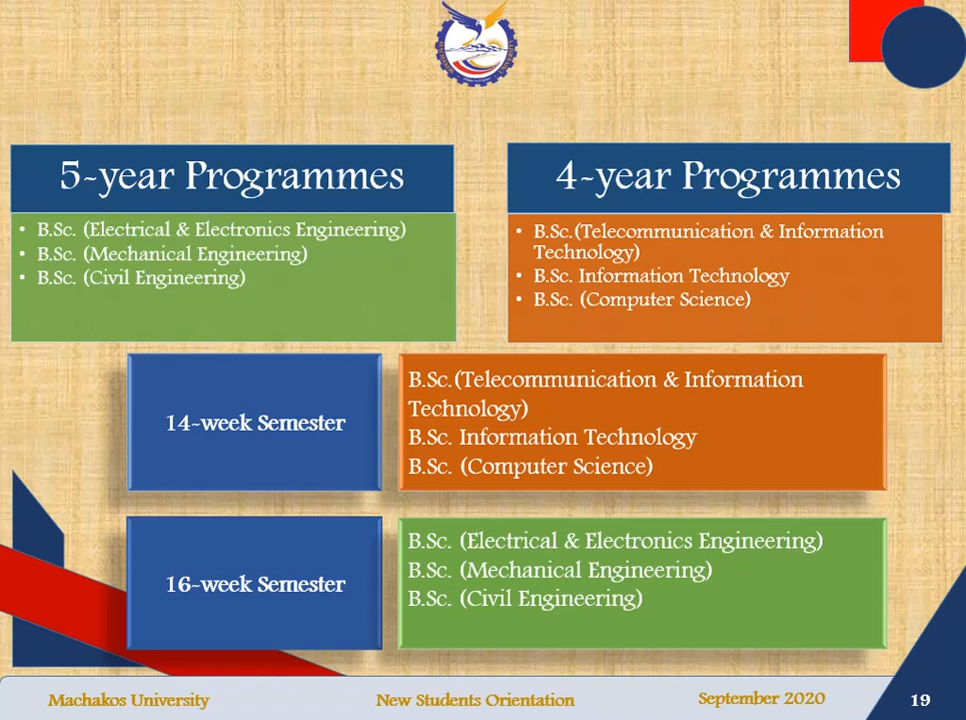 5-year Programmes
• B.Sc. (Electrical & Electronics Engineering)
• B.Sc. (Mechanical Engineering)
• B.Sc. (Civil Engineering)
4-year Programmes
• B.Sc.(Telecommunication & Information
Technology)
• B.Sc. Information Technology
• B.Sc. (Computer Science)
14-week Semester
B.Sc.(Telecommunication & Information
Technology)
B.Sc. Information Technology
B.Sc. (Computer Science)
16-week Semester
B.Sc. (Electrical & Electronics Engineering)
B.Sc. (Mechanical Engineering)
B.Sc. (Civil Engineering)
Machakos University
New Students Orientation
September 2020
19